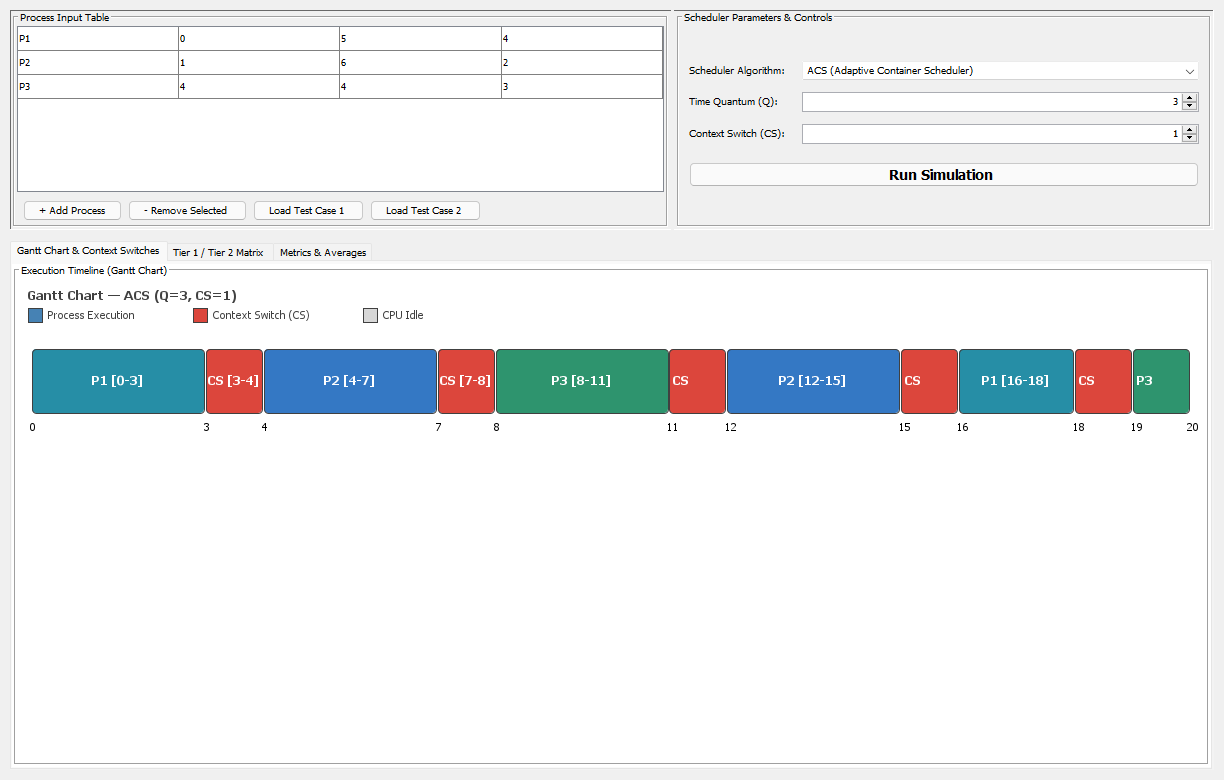 Process Input Table
P1 0 5 4
P2 1 6 2
P3 4 4 3
+ Add Process - Remove Selected Load Test Case 1 Load Test Case 2
Scheduler Parameters & Controls
Scheduler Algorithm: ACS (Adaptive Container Scheduler)
Time Quantum (Q): 3
Context Switch (CS): 1
Run Simulation
Gantt Chart & Context Switches Tier 1 / Tier 2 Matrix Metrics & Averages
Execution Timeline (Gantt Chart)
Gantt Chart — ACS (Q=3, CS=1)
Process Execution Context Switch (CS) CPU Idle
P1 [0-3] CS [3-4] P2 [4-7] CS [7-8] P3 [8-11] CS P2 [12-15] CS P1 [16-18] CS P3
0 3 4 7 8 11 12 15 16 18 19 20